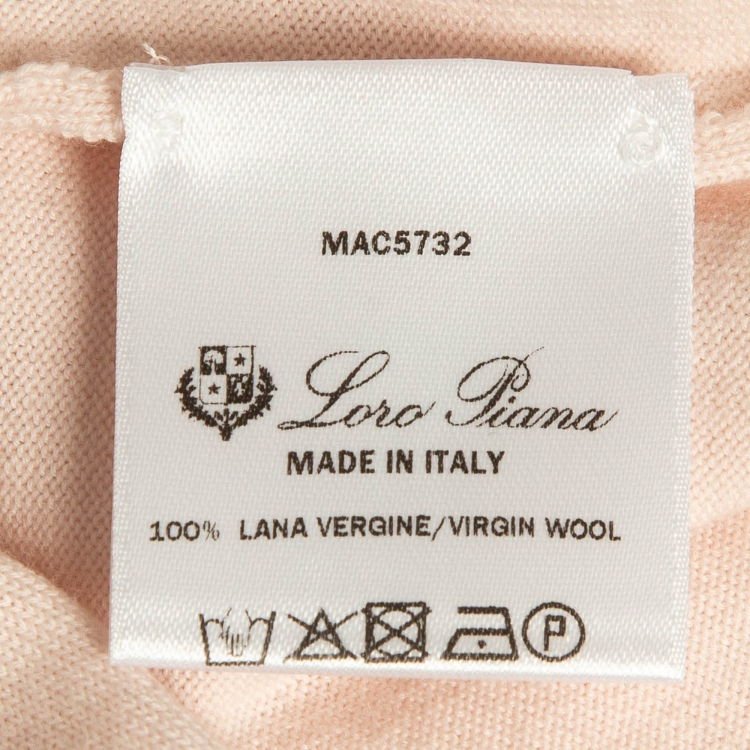 MAC5732
Loro Piana
MADE IN ITALY
100% LANA VERGINE/VIRGIN WOOL
P